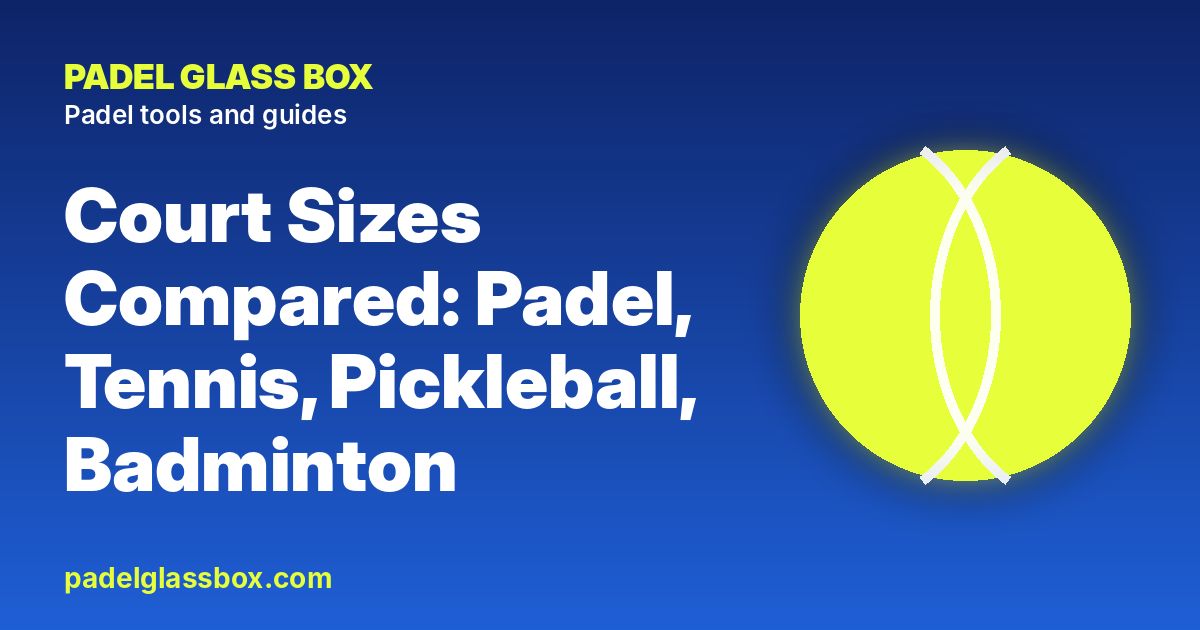 PADEL GLASS BOX
Padel tools and guides
Court Sizes
Compared: Padel,
Tennis, Pickleball,
Badminton
padelglassbox.com